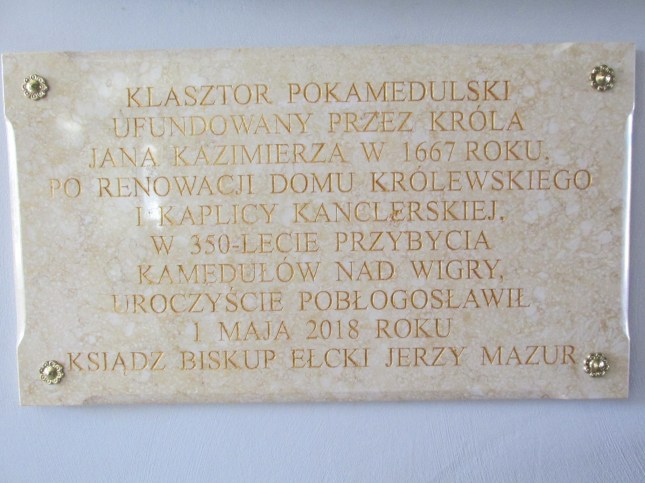 KLASZTOR POKAMEDULSKI
UFUNDOWANY PRZEZ KRÓLA
JANA KAZIMIERZA W 1667 ROKU,
PO RENOWACJI DOMU KRÓLEWSKIEGO
I KAPLICY KANCLERSKIEJ,
W 350-LECIE PRZYBYCIA
KAMEDUŁÓW NAD WIGRY,
UROCZYŚCIE POBŁOGOSŁAWIŁ
1 MAJA 2018 ROKU
KSIĄDZ BISKUP EŁCKI JERZY MAZUR